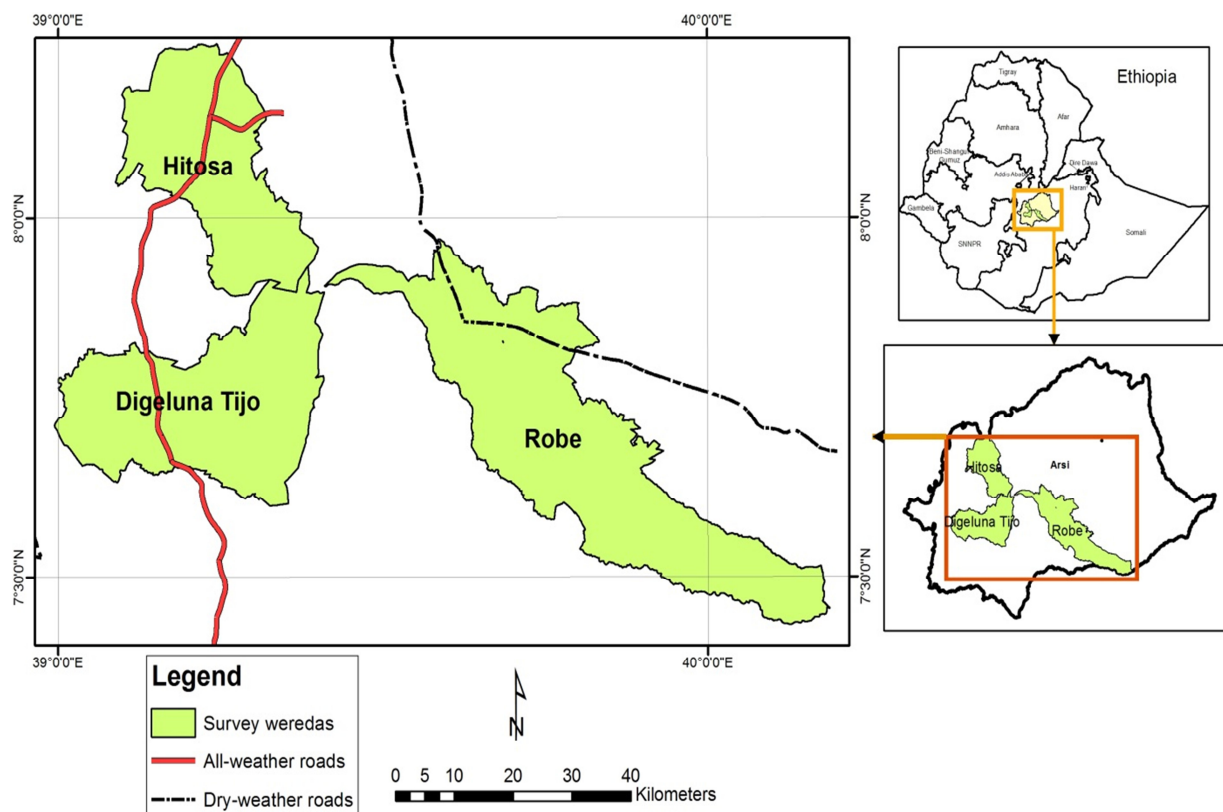 39°0'0"E
40°0'0"E
8°0'0"N
8°0'0"N
7°30'0"N
7°30'0"N
39°0'0"E
40°0'0"E
Hitosa
Digeluna Tijo
Robe
Ethiopia
Tigray
Afar
Amhara
Beni-Shangu
Gumuz
Dire Dawa
Harari
Gambela
SNNPR
Somali
Hitosa
Arsi
Digeluna Tijo
Robe
Legend
Survey weredas
All-weather roads
Dry-weather roads
N
0 5 10 20 30 40
Kilometers